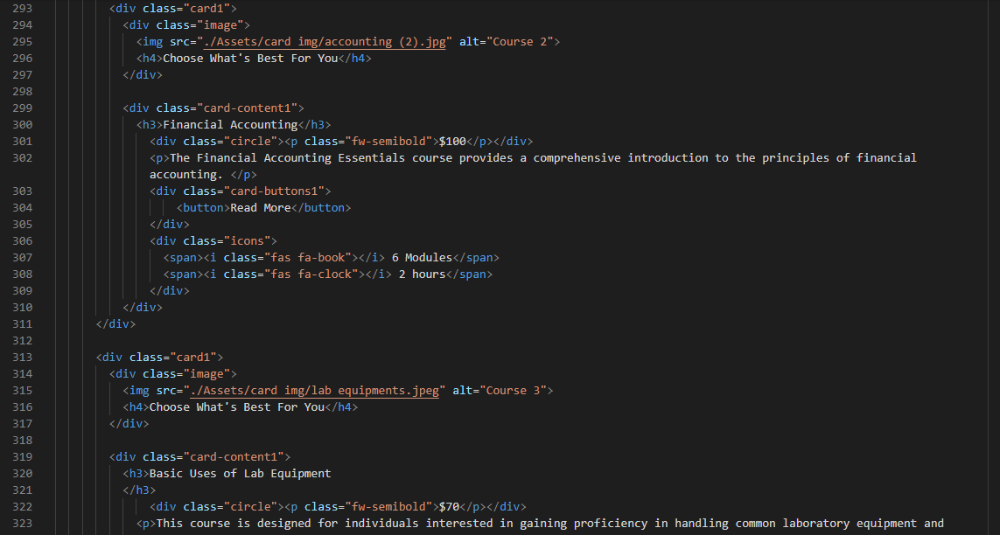 293 <div class="card1">
294 <div class="image">
295 <img src="./Assets/card img/accounting (2).jpg" alt="Course 2">
296 <h4>Choose What's Best For You</h4>
297 </div>
298
299 <div class="card-content1">
300 <h3>Financial Accounting</h3>
301 <div class="circle"><p class="fw-semibold">$100</p></div>
302 <p>The Financial Accounting Essentials course provides a comprehensive introduction to the principles of financial
accounting. </p>
303 <div class="card-buttons1">
304 <button>Read More</button>
305 </div>
306 <div class="icons">
307 <span><i class="fas fa-book"></i> 6 Modules</span>
308 <span><i class="fas fa-clock"></i> 2 hours</span>
309 </div>
310 </div>
311 </div>
312
313 <div class="card1">
314 <div class="image">
315 <img src="./Assets/card img/lab equipments.jpeg" alt="Course 3">
316 <h4>Choose What's Best For You</h4>
317 </div>
318
319 <div class="card-content1">
320 <h3>Basic Uses of Lab Equipment
321 </h3>
322 <div class="circle"><p class="fw-semibold">$70</p></div>
323 <p>This course is designed for individuals interested in gaining proficiency in handling common laboratory equipment and